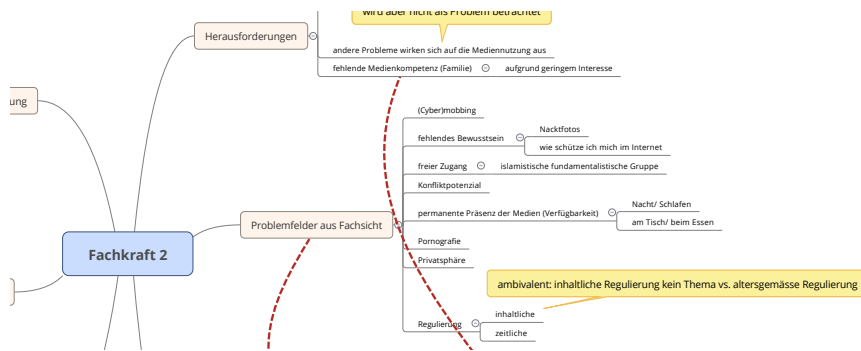 wird aber nicht als Problem betrachtet
Herausforderungen
andere Probleme wirken sich auf die Mediennutzung aus
fehlende Medienkompetenz (Familie)
aufgrund geringem Interesse
ung
(Cyber)mobbing
fehlendes Bewusstsein
Nacktfotos
wie schütze ich mich im Internet
freier Zugang
islamistische fundamentalistische Gruppe
Konfliktpotenzial
permanente Präsenz der Medien (Verfügbarkeit)
Nacht/ Schlafen
am Tisch/ beim Essen
Problemfelder aus Fachsicht
Pornografie
Privatsphäre
Fachkraft 2
ambivalent: inhaltliche Regulierung kein Thema vs. altersgemässe Regulierung
Regulierung
inhaltliche
zeitliche